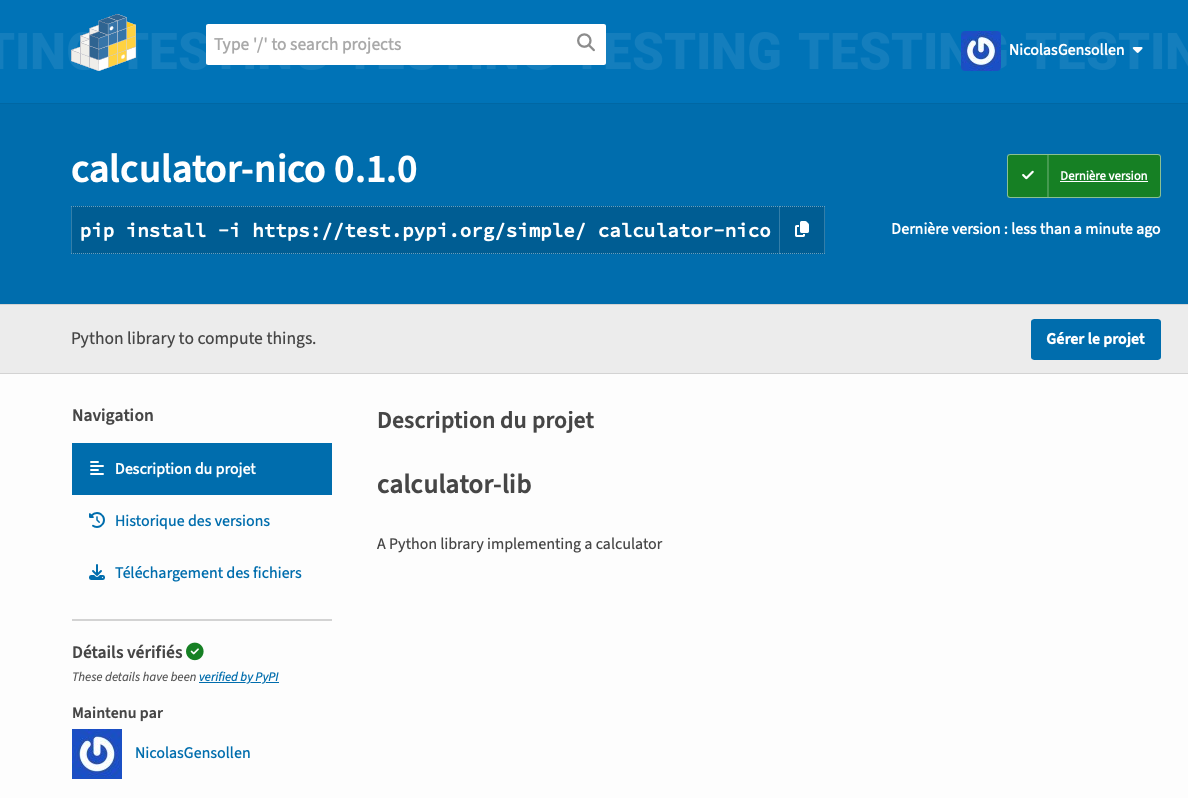 TING TESTING TESTING TESTING TESTING TESTIN
Type '/' to search projects
NicolasGensollen
calculator-nico 0.1.0
Dernière version
pip install -i https://test.pypi.org/simple/ calculator-nico
Dernière version : less than a minute ago
Python library to compute things.
Gérer le projet
Navigation
Description du projet
Historique des versions
Téléchargement des fichiers
Détails vérifiés
These details have been verified by PyPI
Maintenu par
NicolasGensollen
Description du projet
calculator-lib
A Python library implementing a calculator